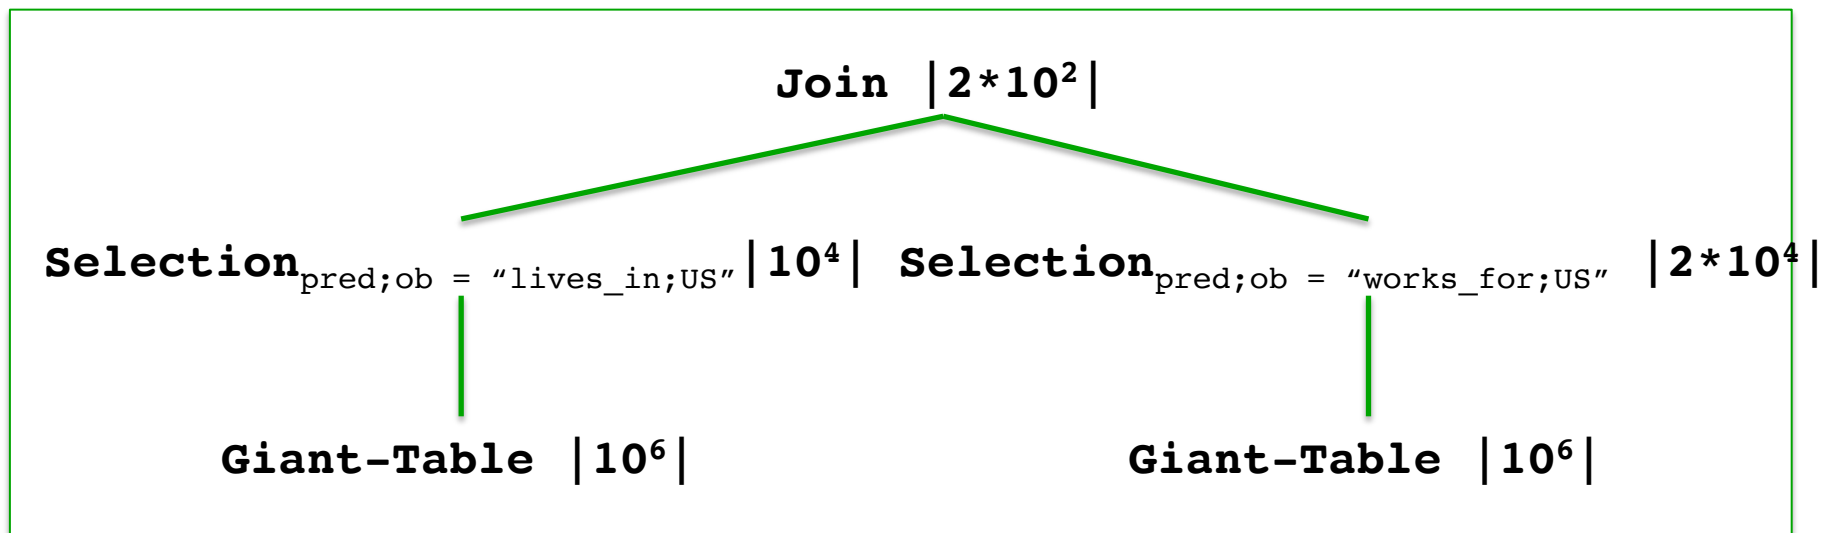 Join |2*10²|
Selection pred;ob = “lives_in;US” |10⁴| Selection pred;ob = “works_for;US” |2*10⁴|
Giant-Table |10⁶| Giant-Table |10⁶|